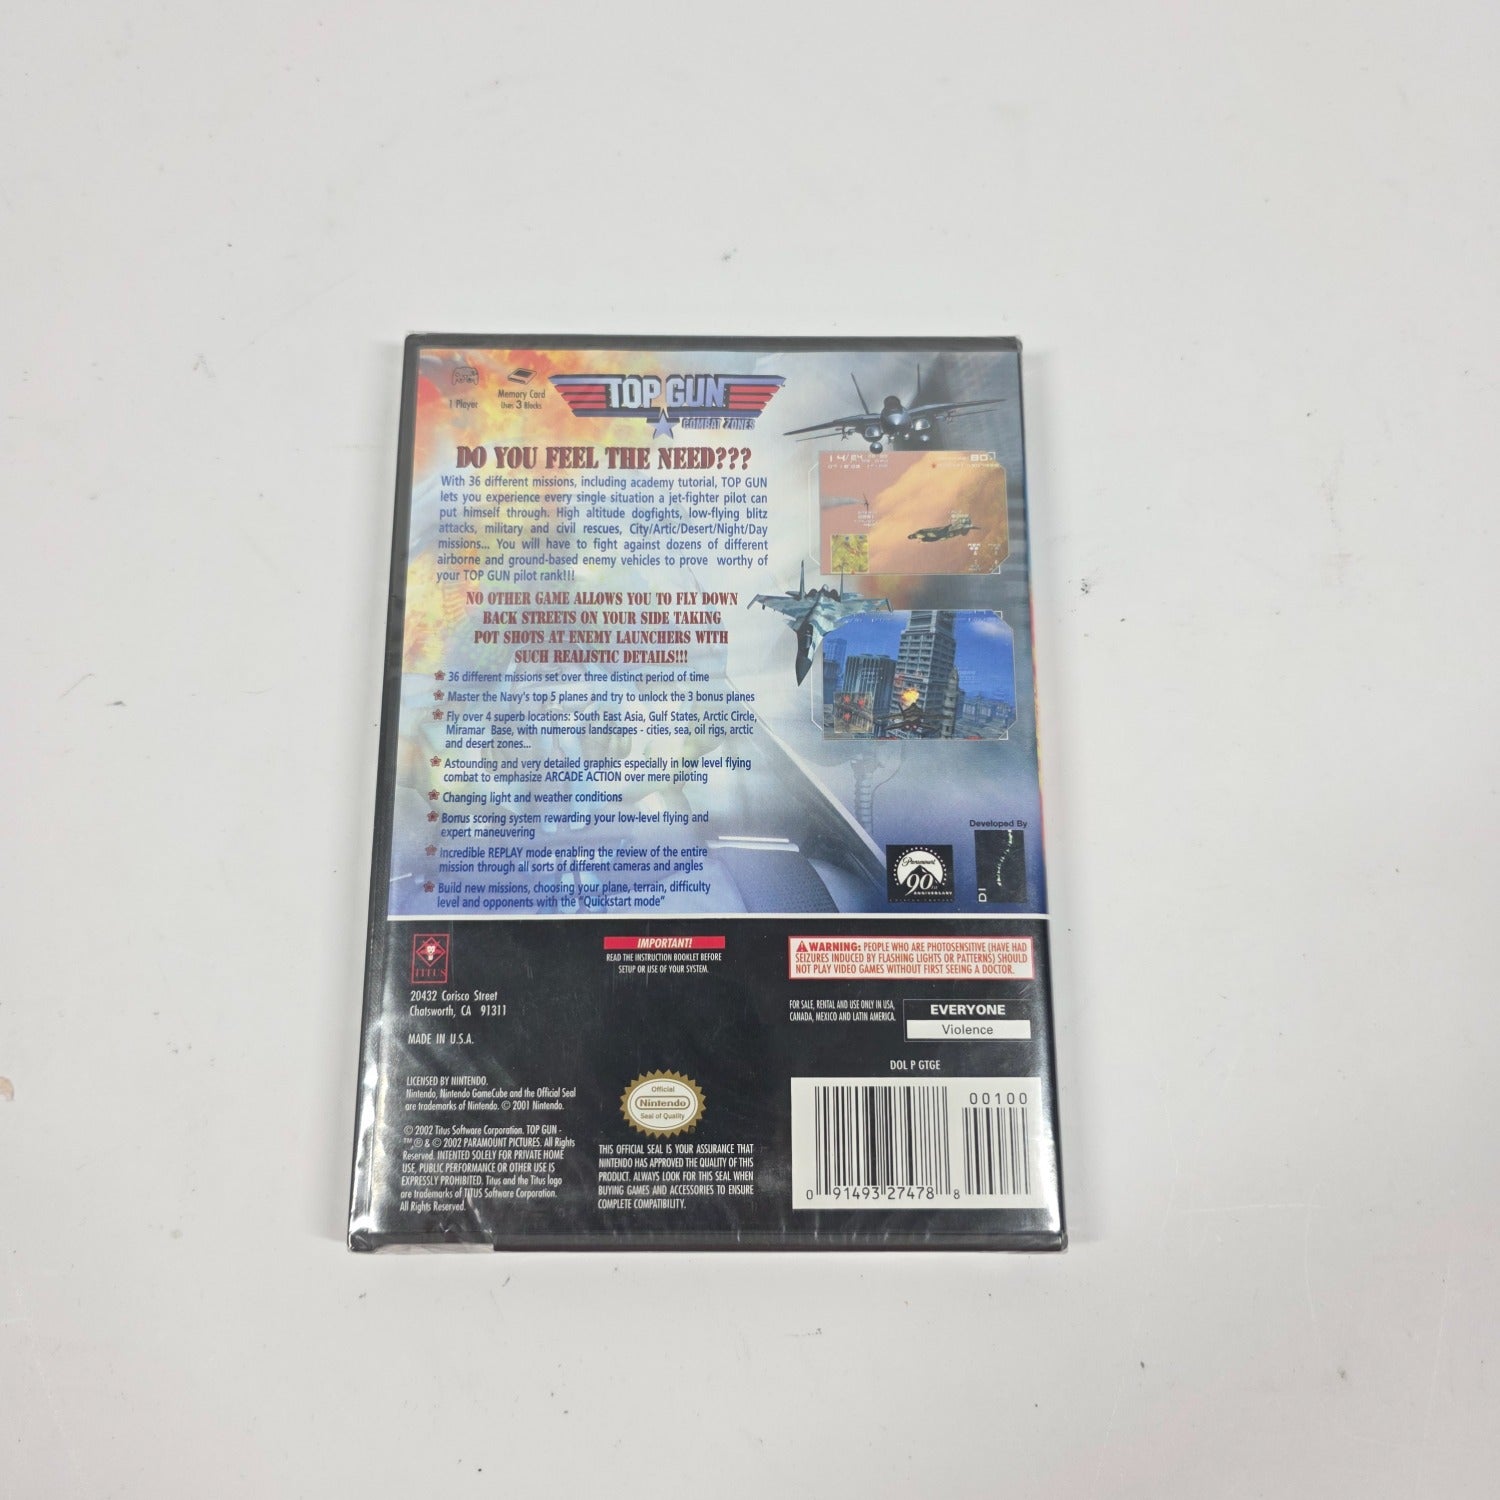 1 Player
Memory Card
Uses 3 Blocks
TOP GUN
COMBAT ZONES
DO YOU FEEL THE NEED???
With 36 different missions, including academy tutorial, TOP GUN
lets you experience every single situation a jet-fighter pilot can
put himself through. High altitude dogfights, low-flying blitz
attacks, military and civil rescues, City/Artic/Desert/Night/Day
missions... You will have to fight against dozens of different
airborne and ground-based enemy vehicles to prove worthy of
your TOP GUN pilot rank!!!
NO OTHER GAME ALLOWS YOU TO FLY DOWN
BACK STREETS ON YOUR SIDE TAKING
POT SHOTS AT ENEMY LAUNCHERS WITH
SUCH REALISTIC DETAILS!!!
36 different missions set over three distinct period of time
Master the Navy's top 5 planes and try to unlock the 3 bonus planes
Fly over 4 superb locations: South East Asia, Gulf States, Arctic Circle,
Miramar Base, with numerous landscapes - cities, sea, oil rigs, arctic
and desert zones...
Astounding and very detailed graphics especially in low level flying
combat to emphasize ARCADE ACTION over mere piloting
Changing light and weather conditions
Bonus scoring system rewarding your low-level flying and
expert maneuvering
Incredible REPLAY mode enabling the review of the entire
mission through all sorts of different cameras and angles
Build new missions, choosing your plane, terrain, difficulty
level and opponents with the "Quickstart mode"
Developed By
DI
Paramount
90TH
ANNIVERSARY
TITUS
20432 Corisco Street
Chatsworth, CA 91311
MADE IN U.S.A.
IMPORTANT!
READ THE INSTRUCTION BOOKLET BEFORE
SETUP OR USE OF YOUR SYSTEM.
WARNING: PEOPLE WHO ARE PHOTOSENSITIVE (HAVE HAD
SEIZURES INDUCED BY FLASHING LIGHTS OR PATTERNS) SHOULD
NOT PLAY VIDEO GAMES WITHOUT FIRST SEEING A DOCTOR.
FOR SALE, RENTAL AND USE ONLY IN USA,
CANADA, MEXICO AND LATIN AMERICA.
EVERYONE
Violence
DOL P GTGE
LICENSED BY NINTENDO.
Nintendo, Nintendo GameCube and the Official Seal
are trademarks of Nintendo. © 2001 Nintendo.
© 2002 Titus Software Corporation. TOP GUN -
™® & © 2002 PARAMOUNT PICTURES. All Rights
Reserved. INTENTED SOLELY FOR PRIVATE HOME
USE, PUBLIC PERFORMANCE OR OTHER USE IS
EXPRESSLY PROHIBITED. Titus and the Titus logo
are trademarks of TITUS Software Corporation.
All Rights Reserved.
Official
Nintendo
Seal of Quality
THIS OFFICIAL SEAL IS YOUR ASSURANCE THAT
NINTENDO HAS APPROVED THE QUALITY OF THIS
PRODUCT. ALWAYS LOOK FOR THIS SEAL WHEN
BUYING GAMES AND ACCESSORIES TO ENSURE
COMPLETE COMPATIBILITY.
00100
0 91493 27478 8